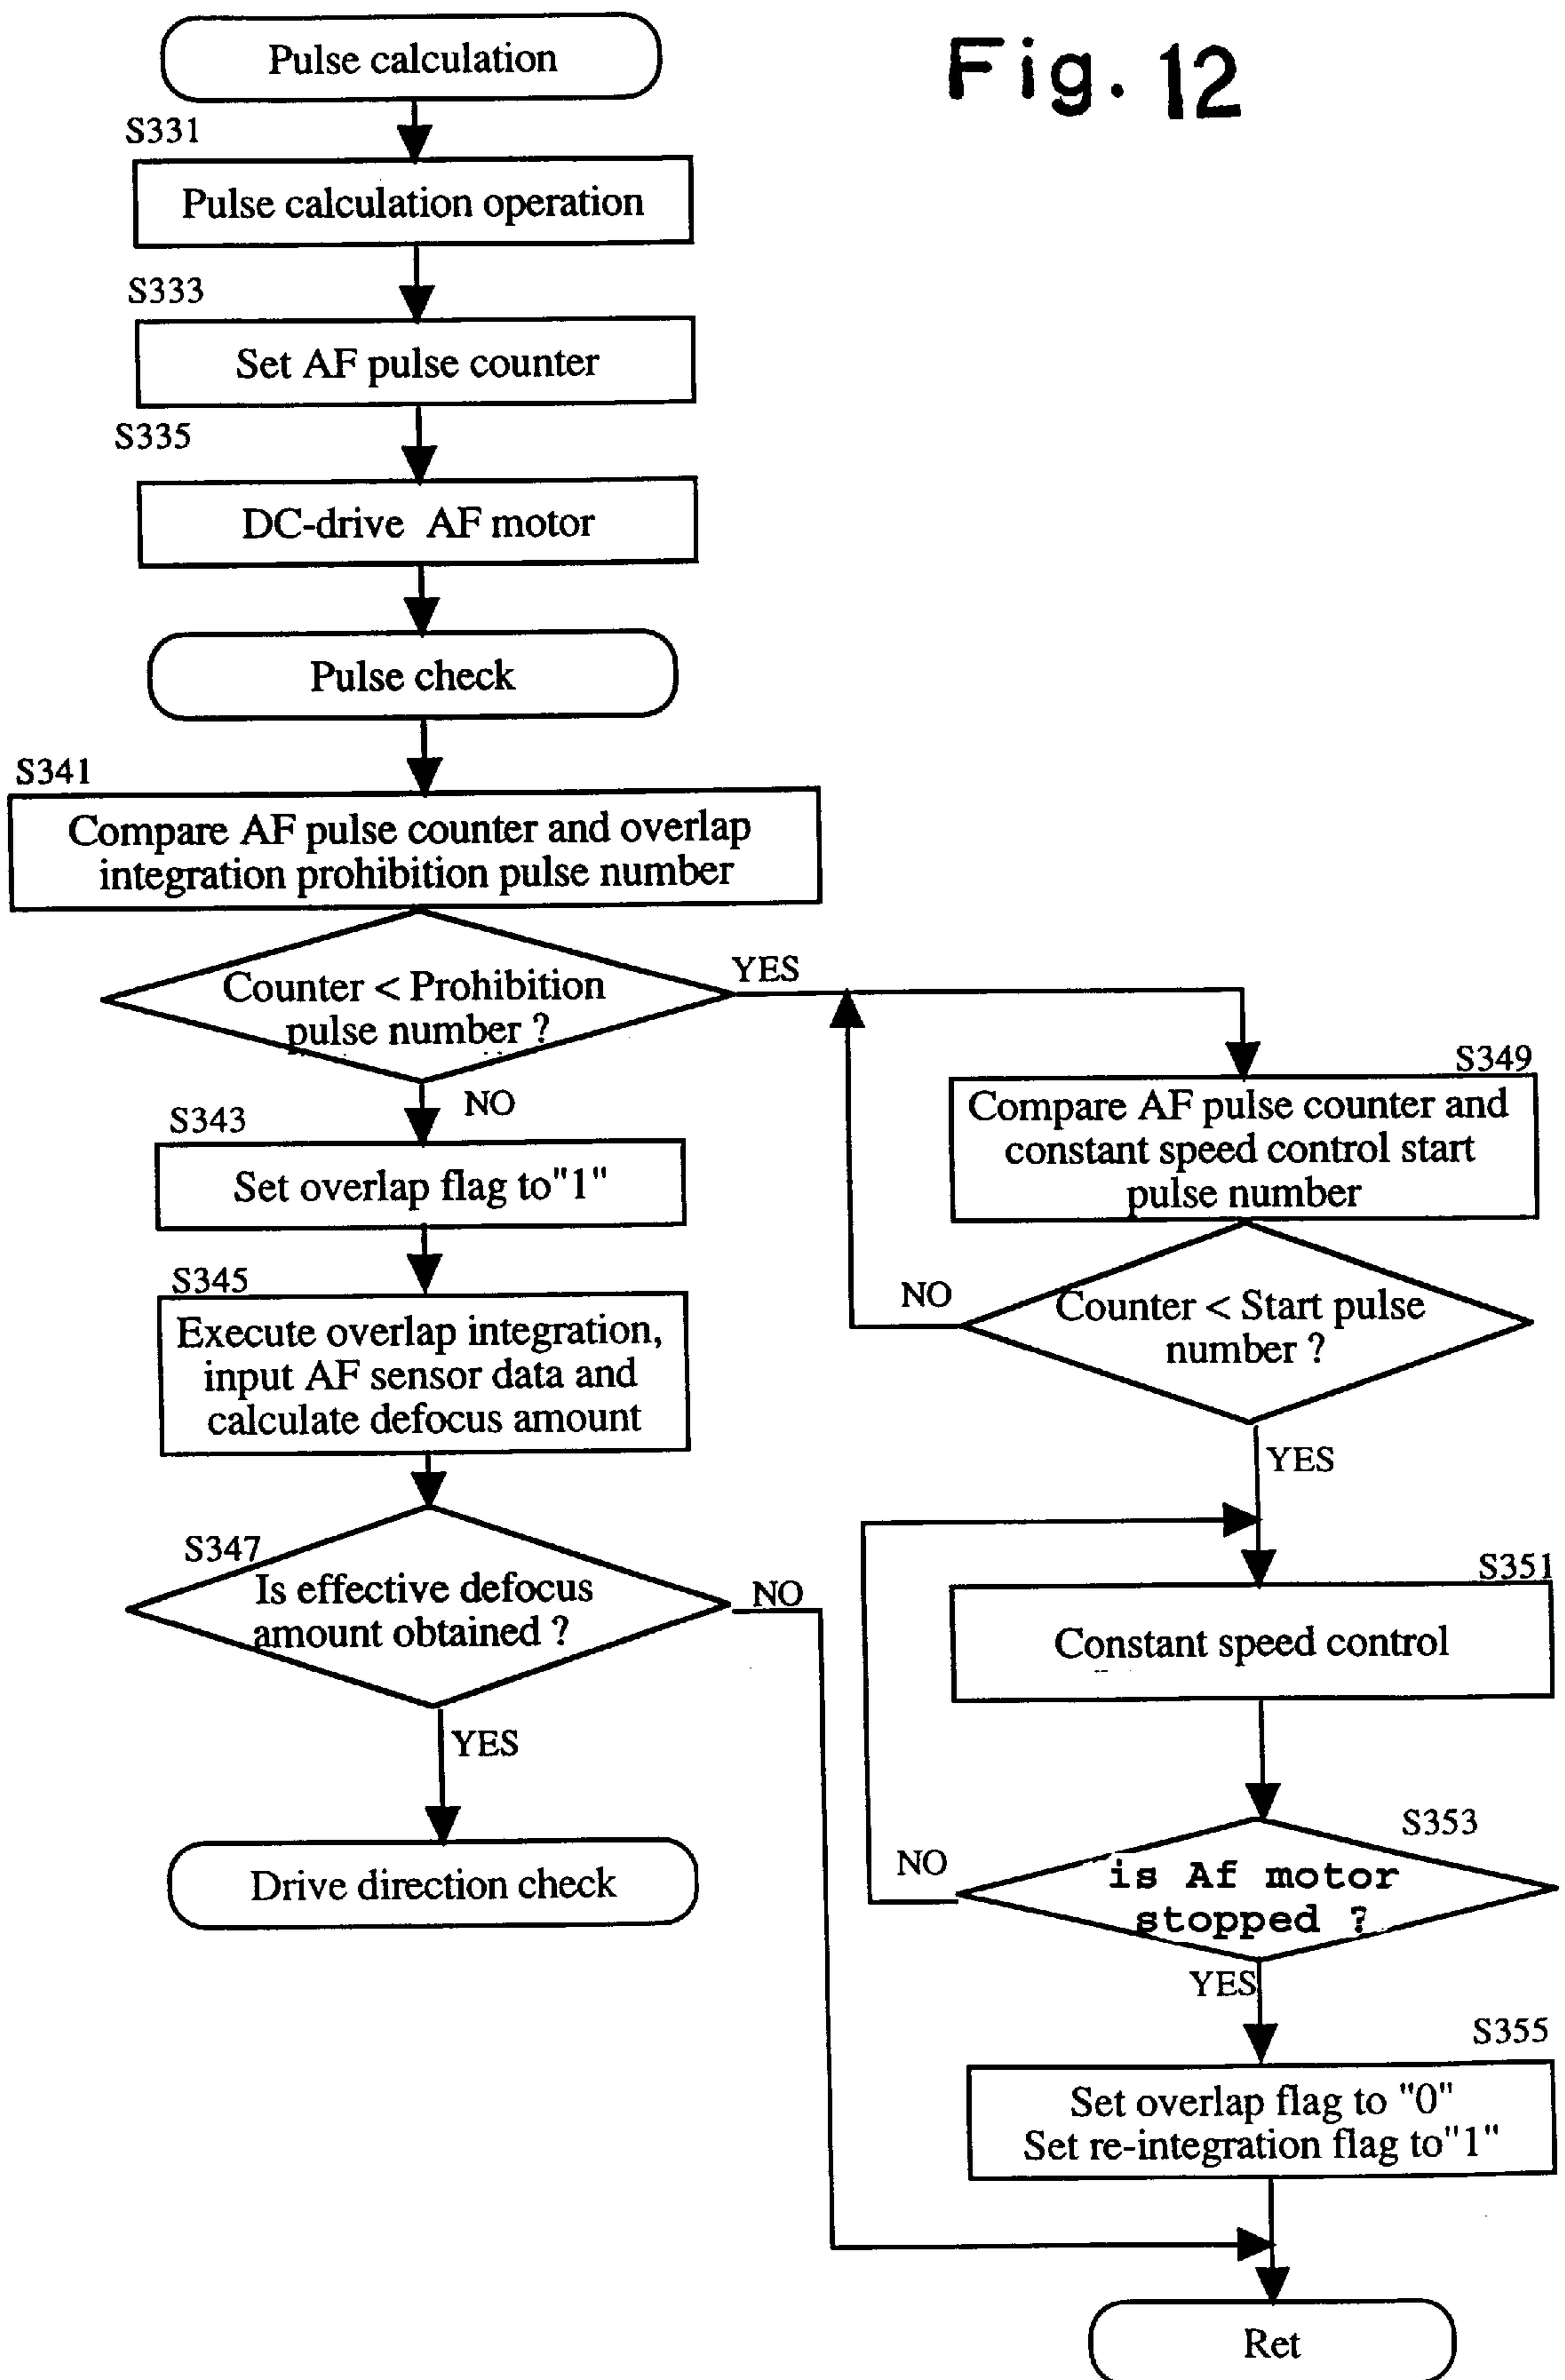 Fig. 12
Pulse calculation
S331
Pulse calculation operation
S333
Set AF pulse counter
S335
DC-drive AF motor
Pulse check
S341
Compare AF pulse counter and overlap
integration prohibition pulse number
Counter < Prohibition
pulse number ?
YES
NO
S343
Set overlap flag to"1"
S345
Execute overlap integration,
input AF sensor data and
calculate defocus amount
S347
Is effective defocus
amount obtained ?
NO
YES
Drive direction check
S349
Compare AF pulse counter and
constant speed control start
pulse number
NO
Counter < Start pulse
number ?
YES
S351
Constant speed control
S353
NO
is Af motor
stopped ?
YES
S355
Set overlap flag to "0"
Set re-integration flag to"1"
Ret